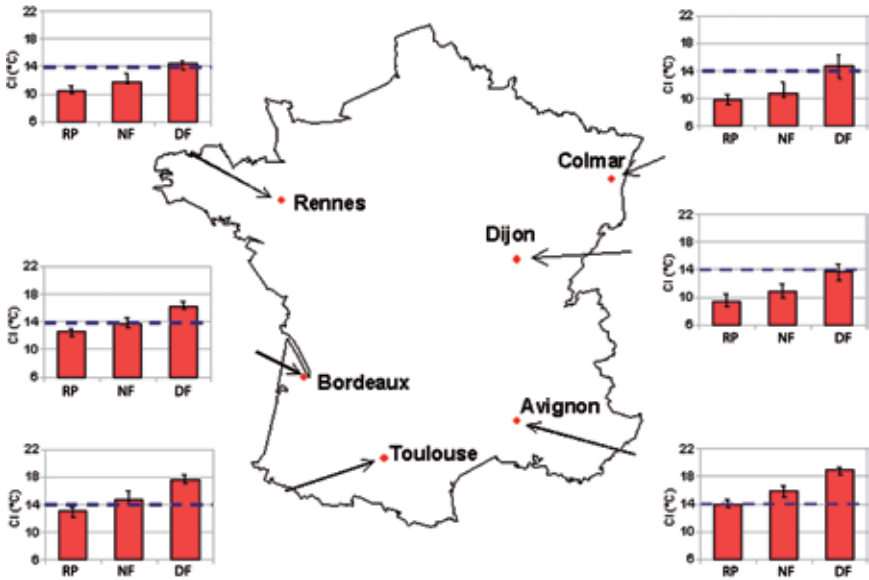 CI (°C)
22
18
14
10
6
RP NF DF
CI (°C)
22
18
14
10
6
RP NF DF
Colmar
Rennes
Dijon
CI (°C)
22
18
14
10
6
RP NF DF
CI (°C)
22
18
14
10
6
RP NF DF
Bordeaux
Avignon
Toulouse
CI (°C)
22
18
14
10
6
RP NF DF
CI (°C)
22
18
14
10
6
RP NF DF